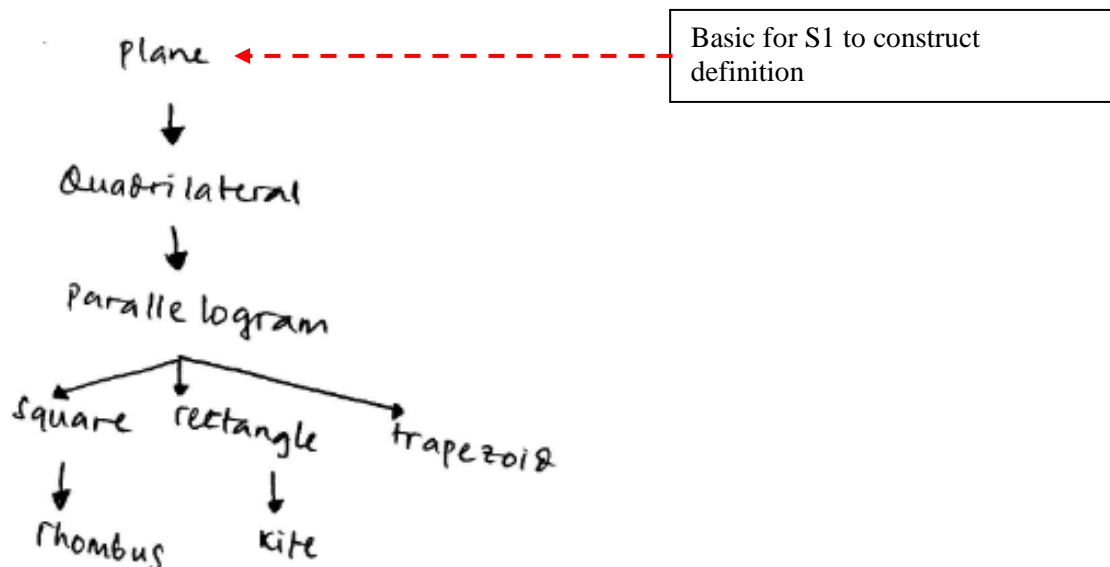 plane
Basic for S1 to construct
definition
Quadrilateral
Parallelogram
square rectangle trapezoid
rhombus kite